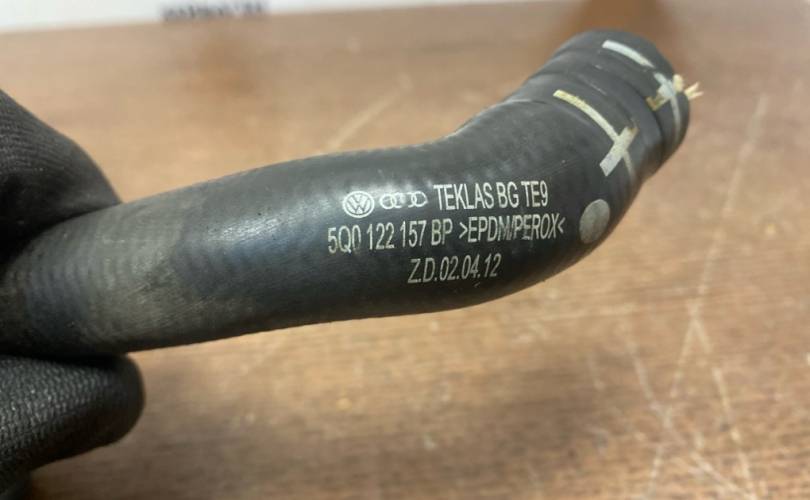 TEKLAS BG TE9
5Q0 122 157 BP >EPDM/PEROX<
Z.D.02.04.12